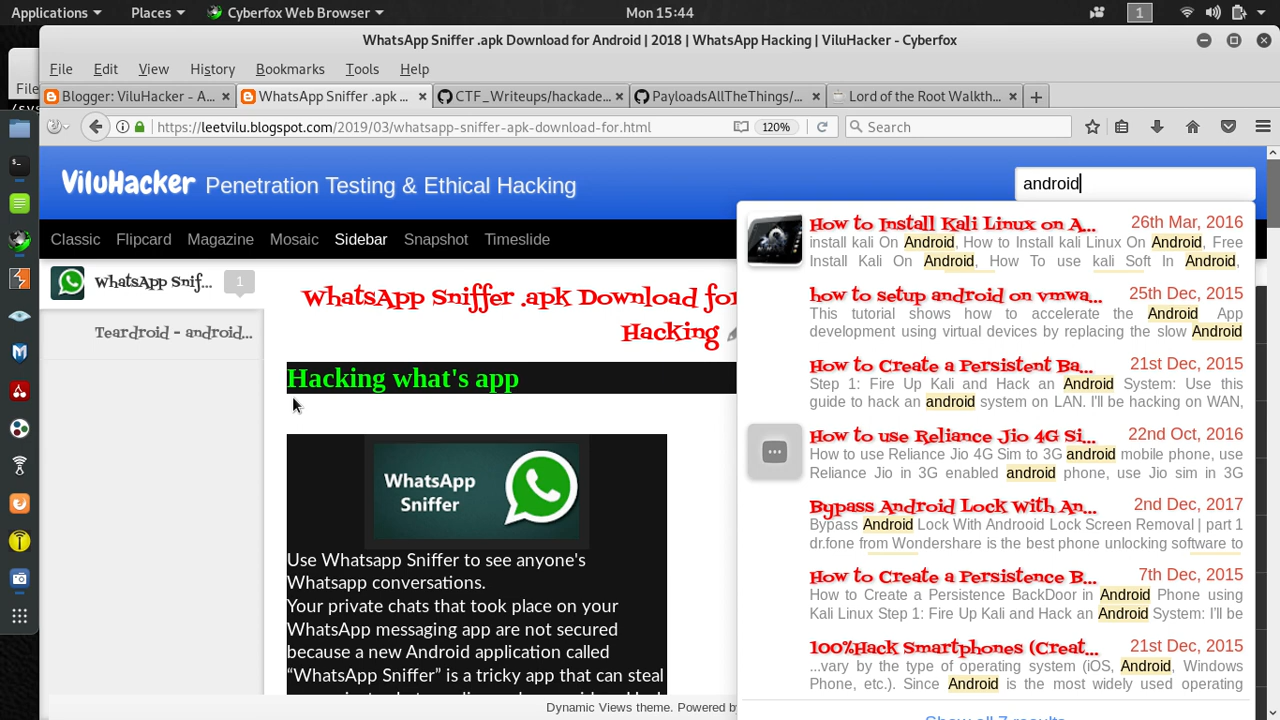 Applications Places Cyberfox Web Browser Mon 15:44 1
WhatsApp Sniffer .apk Download for Android | 2018 | WhatsApp Hacking | ViluHacker - Cyberfox
File Edit View History Bookmarks Tools Help
File
Blogger: ViluHacker - A... WhatsApp Sniffer .apk ... CTF_Writeups/hackade... PayloadsAllTheThings/... Lord of the Root Walkth...
https://leetvilu.blogspot.com/2019/03/whatsapp-sniffer-apk-download-for.html 120% Search
ViluHacker Penetration Testing & Ethical Hacking android
Classic Flipcard Magazine Mosaic Sidebar Snapshot Timeslide
WhatsApp Snif... 1
Teardroid - android...
WhatsApp Sniffer .apk Download for
Hacking
Hacking what's app
WhatsApp
Sniffer
Use Whatsapp Sniffer to see anyone's
Whatsapp conversations.
Your private chats that took place on your
WhatsApp messaging app are not secured
because a new Android application called
“WhatsApp Sniffer” is a tricky app that can steal
How to Install Kali Linux on A... 26th Mar, 2016
install kali On Android, How to Install kali Linux On Android, Free
Install Kali On Android, How To use kali Soft In Android,
how to setup android on vmwa... 25th Dec, 2015
This tutorial shows how to accelerate the Android App
development using virtual devices by replacing the slow Android
How to Create a Persistent Ba... 21st Dec, 2015
Step 1: Fire Up Kali and Hack an Android System: Use this
guide to hack an android system on LAN. I'll be hacking on WAN,
How to use Reliance Jio 4G Si... 22nd Oct, 2016
How to use Reliance Jio 4G Sim to 3G android mobile phone, use
Reliance Jio in 3G enabled android phone, use Jio sim in 3G
Bypass Android Lock With An... 2nd Dec, 2017
Bypass Android Lock With Androoid Lock Screen Removal | part 1
dr.fone from Wondershare is the best phone unlocking software to
How to Create a Persistence B... 7th Dec, 2015
How to Create a Persistence BackDoor in Android Phone using
Kali Linux Step 1: Fire Up Kali and Hack an Android System: I'll be
100%Hack Smartphones (Creat... 21st Dec, 2015
...vary by the type of operating system (iOS, Android, Windows
Phone, etc.). Since Android is the most widely used operating
Show all 7 results
Dynamic Views theme. Powered by